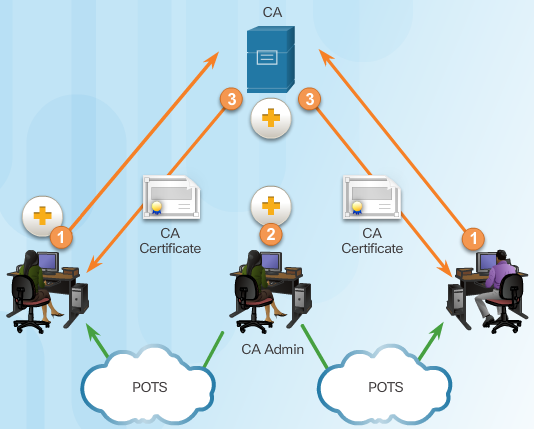 CA
3
3
CA
Certificate
CA
Certificate
1
2
1
CA Admin
POTS
POTS